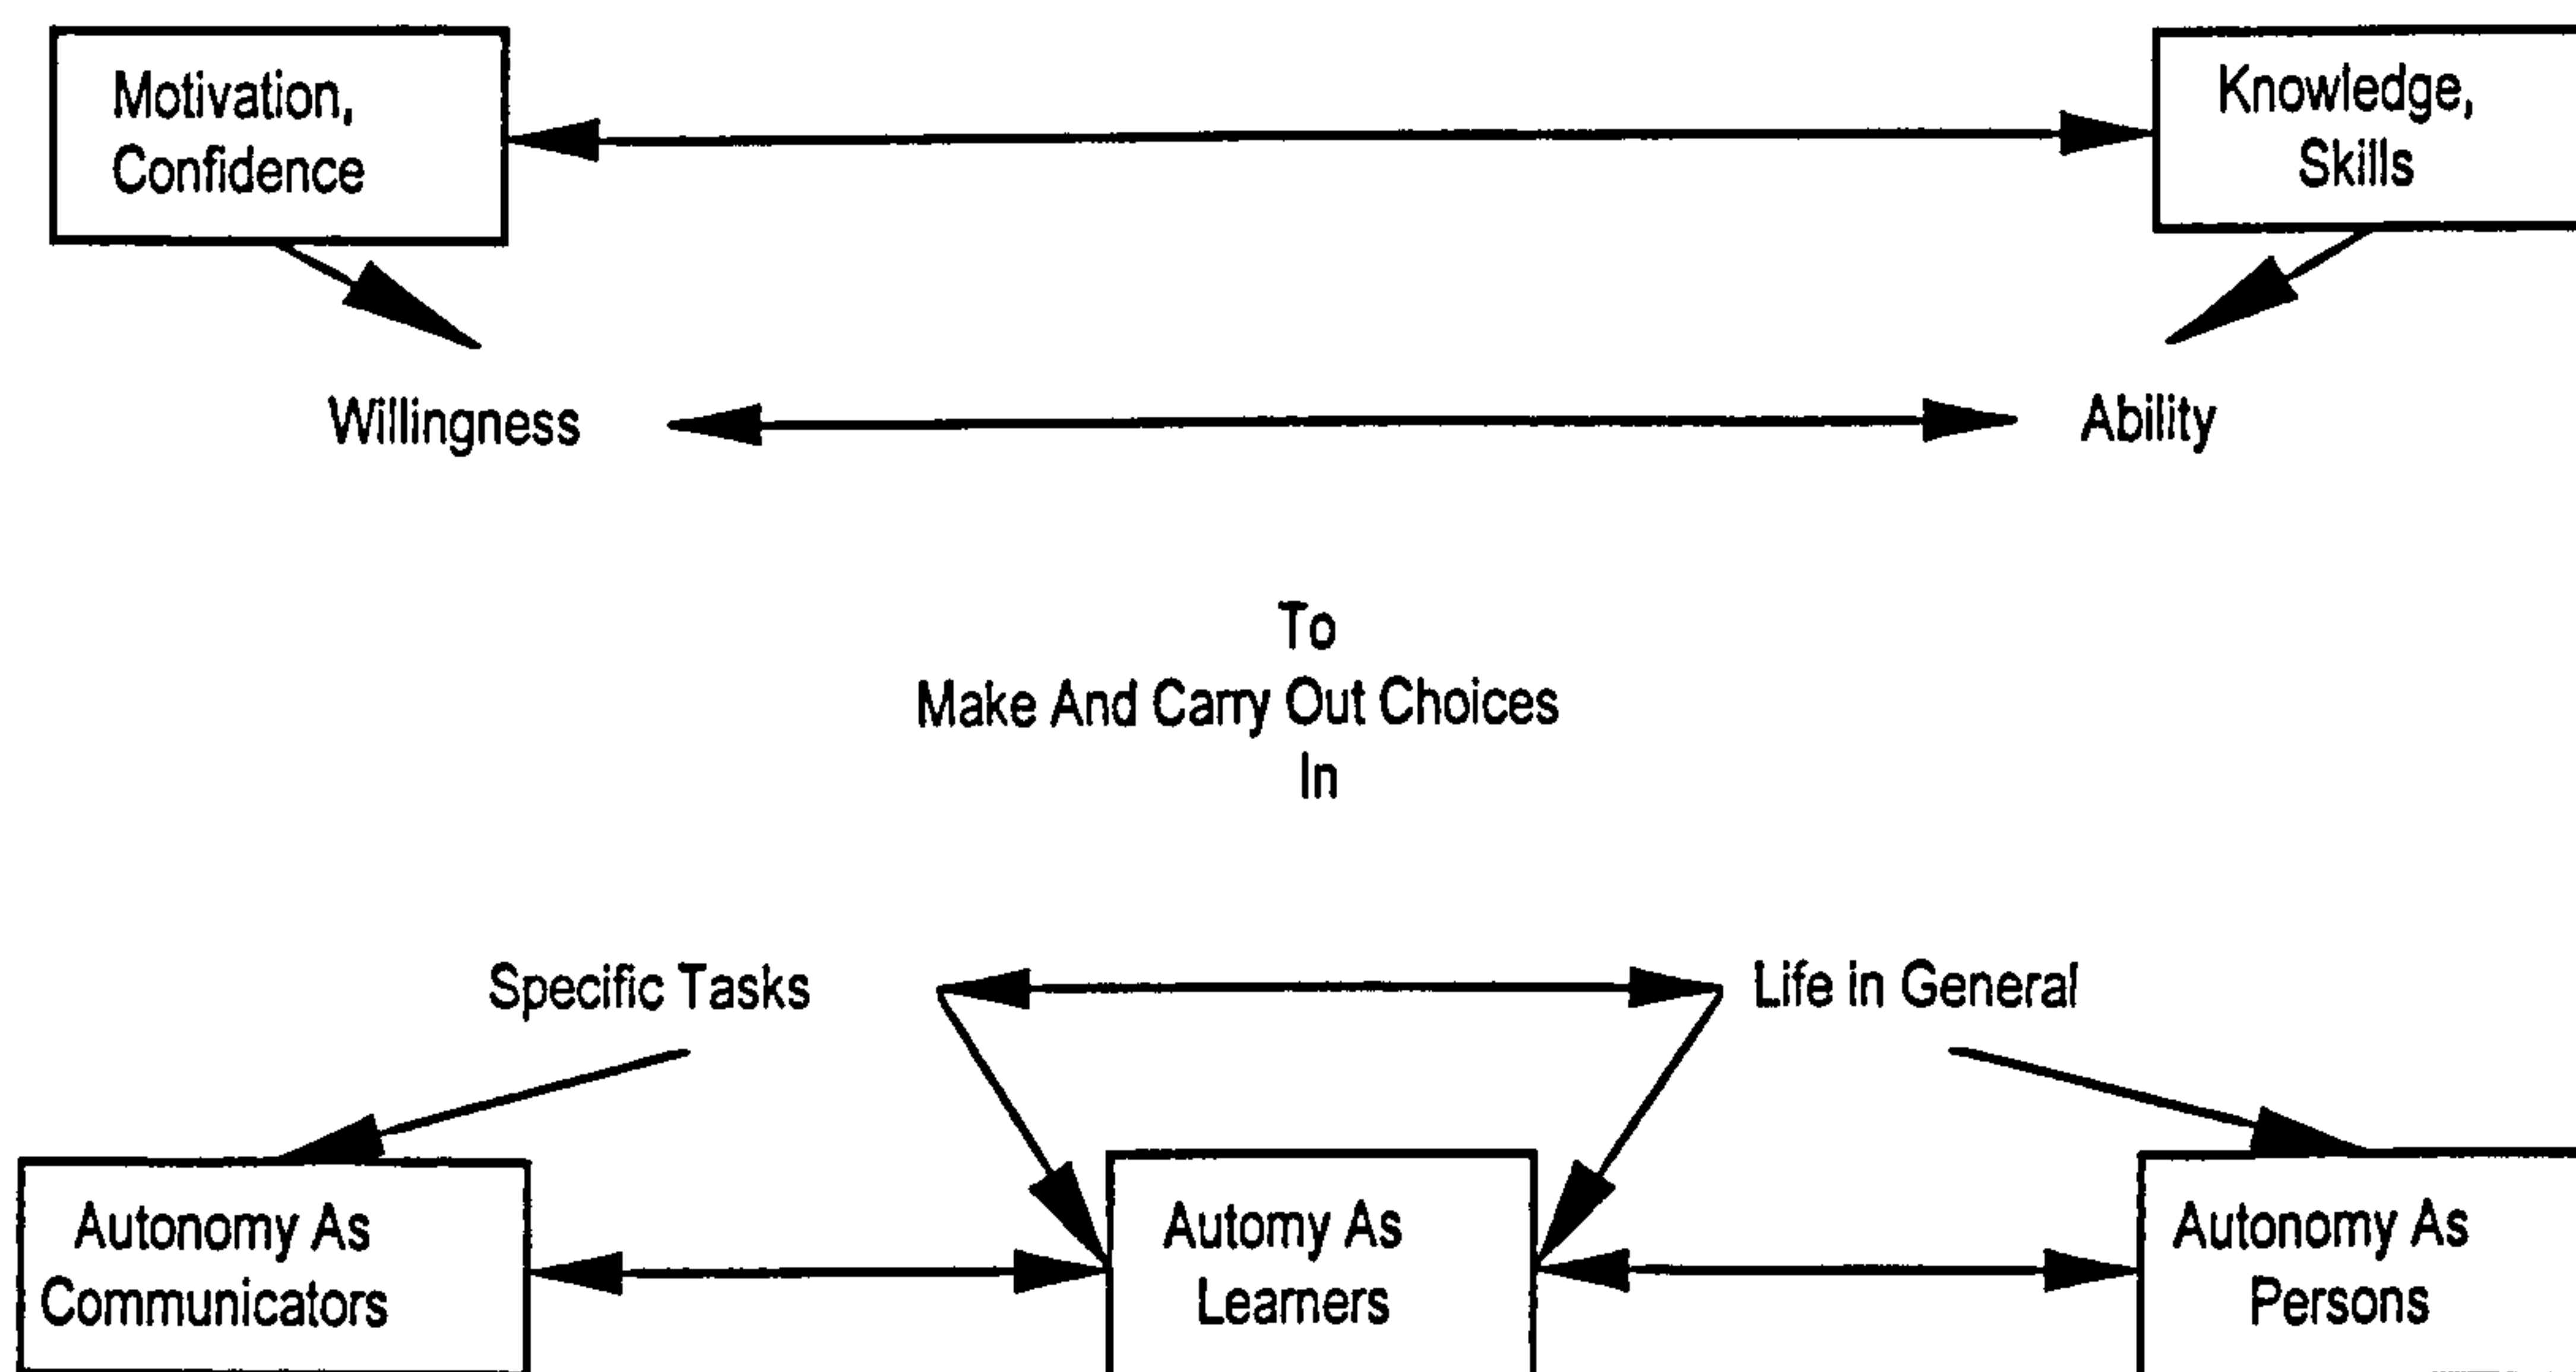 Motivation,
Confidence
Knowledge,
Skills
Willingness
Ability
To
Make And Carry Out Choices
In
Specific Tasks
Life in General
Autonomy As
Communicators
Automy As
Learners
Autonomy As
Persons